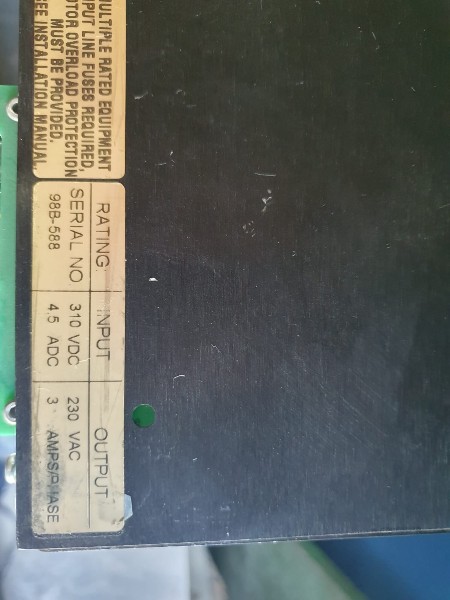 MULTIPLE RATED EQUIPMENT
INPUT LINE FUSES REQUIRED.
MOTOR OVERLOAD PROTECTION
MUST BE PROVIDED.
SEE INSTALLATION MANUAL.
RATING: INPUT OUTPUT
SERIAL NO 310 VDC 230 VAC
98B-588 4.5 ADC 3 AMPS/PHASE